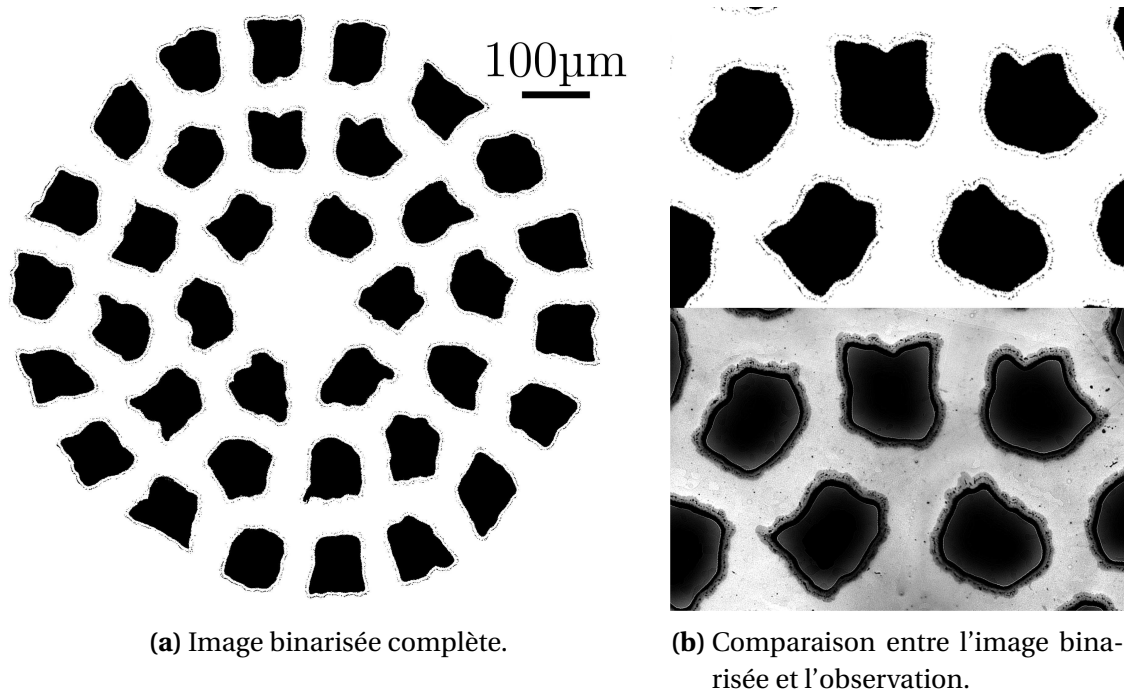 100µm
(a) Image binarisée complète.
(b) Comparaison entre l'image bina-
risée et l'observation.